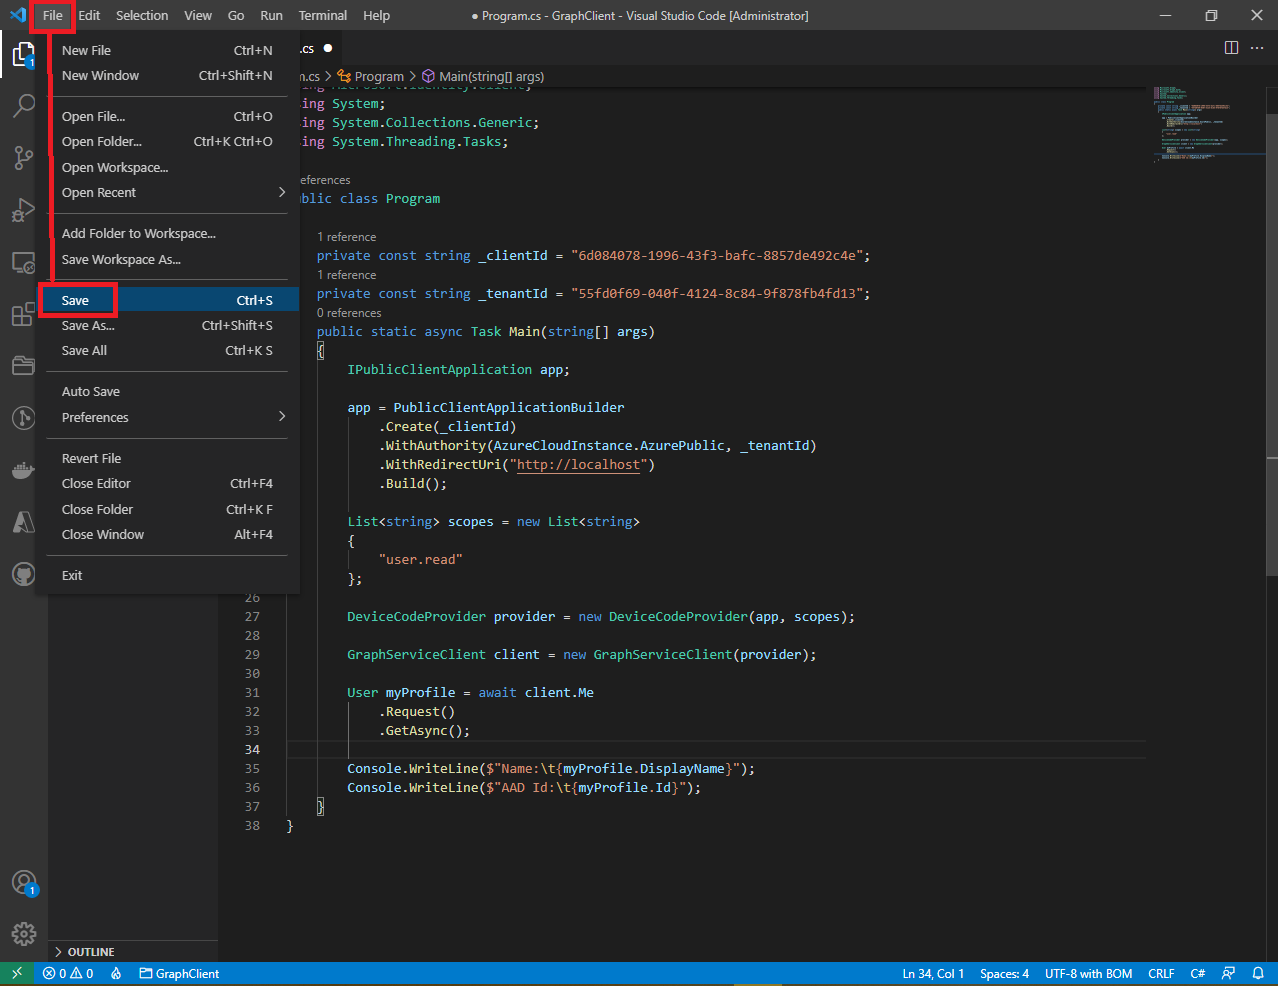 File Edit Selection View Go Run Terminal Help ● Program.cs - GraphClient - Visual Studio Code [Administrator]
New File Ctrl+N
.cs ●
New Window Ctrl+Shift+N
m.cs > Program > Main(string[] args)
ing Microsoft.Identity.Client;
ing System;
Open File... Ctrl+O
ing System.Collections.Generic;
Open Folder... Ctrl+K Ctrl+O
ing System.Threading.Tasks;
Open Workspace...
Open Recent >
eferences
blic class Program
Add Folder to Workspace...
1 reference
Save Workspace As...
private const string _clientId = "6d084078-1996-43f3-bafc-8857de492c4e";
1 reference
private const string _tenantId = "55fd0f69-040f-4124-8c84-9f878fb4fd13";
Save Ctrl+S
0 references
Save As... Ctrl+Shift+S
public static async Task Main(string[] args)
Save All Ctrl+K S
{
IPublicClientApplication app;
Auto Save
Preferences >
app = PublicClientApplicationBuilder
.Create(_clientId)
.WithAuthority(AzureCloudInstance.AzurePublic, _tenantId)
Revert File
.WithRedirectUri("http://localhost")
Close Editor Ctrl+F4
.Build();
Close Folder Ctrl+K F
List<string> scopes = new List<string>
Close Window Alt+F4
{
"user.read"
Exit
};
26
27 DeviceCodeProvider provider = new DeviceCodeProvider(app, scopes);
28
29 GraphServiceClient client = new GraphServiceClient(provider);
30
31 User myProfile = await client.Me
32 .Request()
33 .GetAsync();
34
35 Console.WriteLine($"Name:\t{myProfile.DisplayName}");
36 Console.WriteLine($"AAD Id:\t{myProfile.Id}");
37 }
38 }
1
1
> OUTLINE
0 0 GraphClient Ln 34, Col 1 Spaces: 4 UTF-8 with BOM CRLF C#